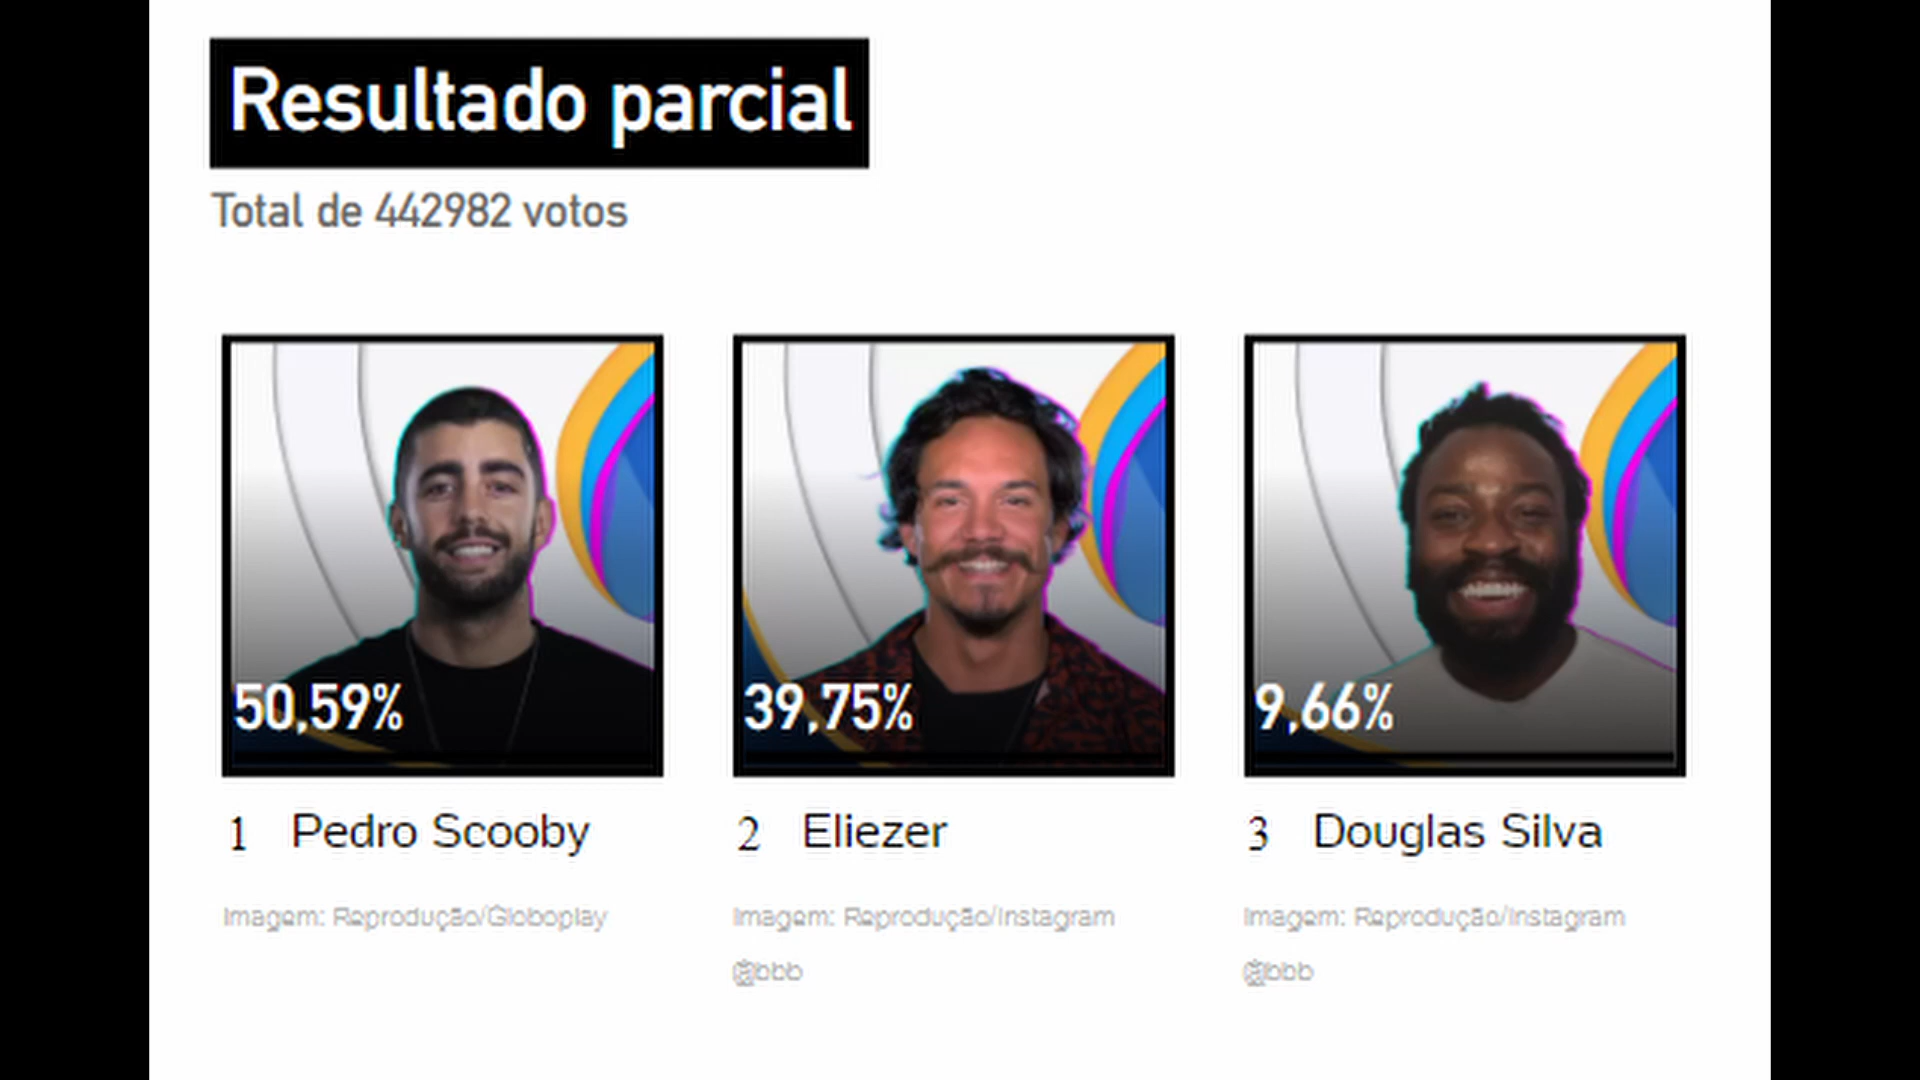 Resultado parcial
Total de 442982 votos
50,59%
39,75%
9,66%
1 Pedro Scooby
2 Eliezer
3 Douglas Silva
Imagem: Reprodução/Globoplay
Imagem: Reprodução/Instagram
@bbb
Imagem: Reprodução/Instagram
@bbb